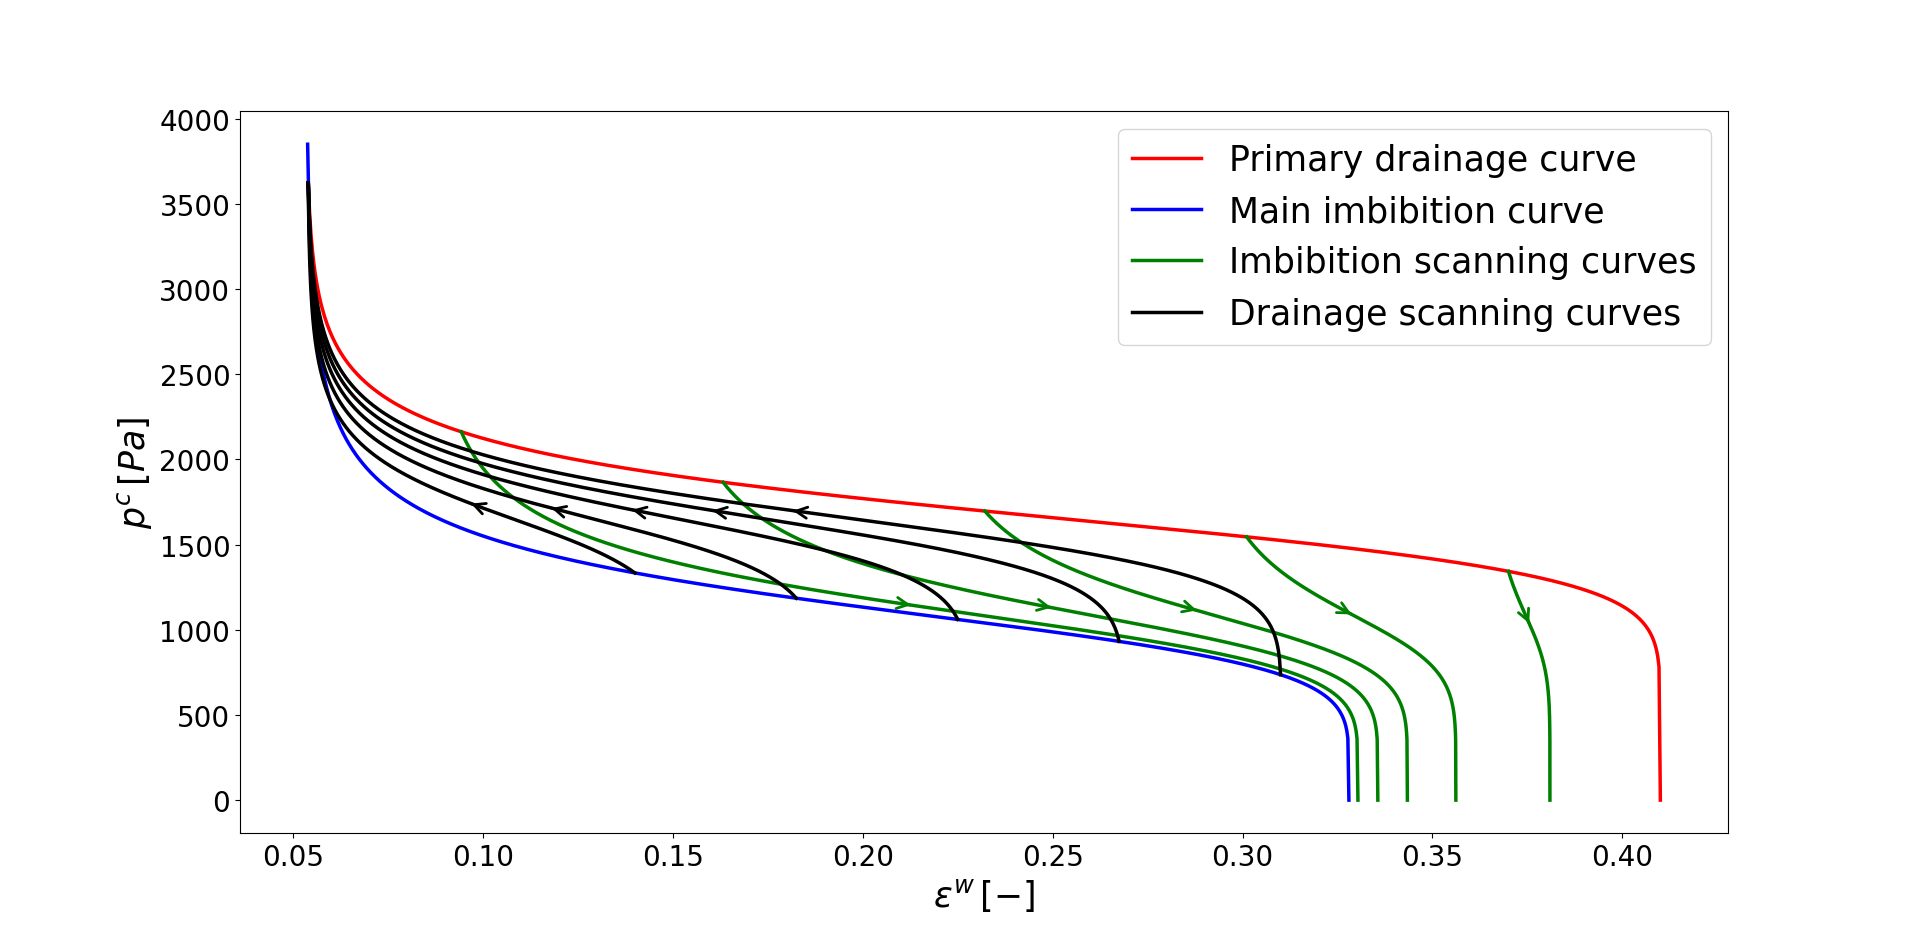 4000
3500
3000
2500
2000
1500
1000
500
0
p^c [Pa]
Primary drainage curve
Main imbibition curve
Imbibition scanning curves
Drainage scanning curves
0.05 0.10 0.15 0.20 0.25 0.30 0.35 0.40
ε^w [−]